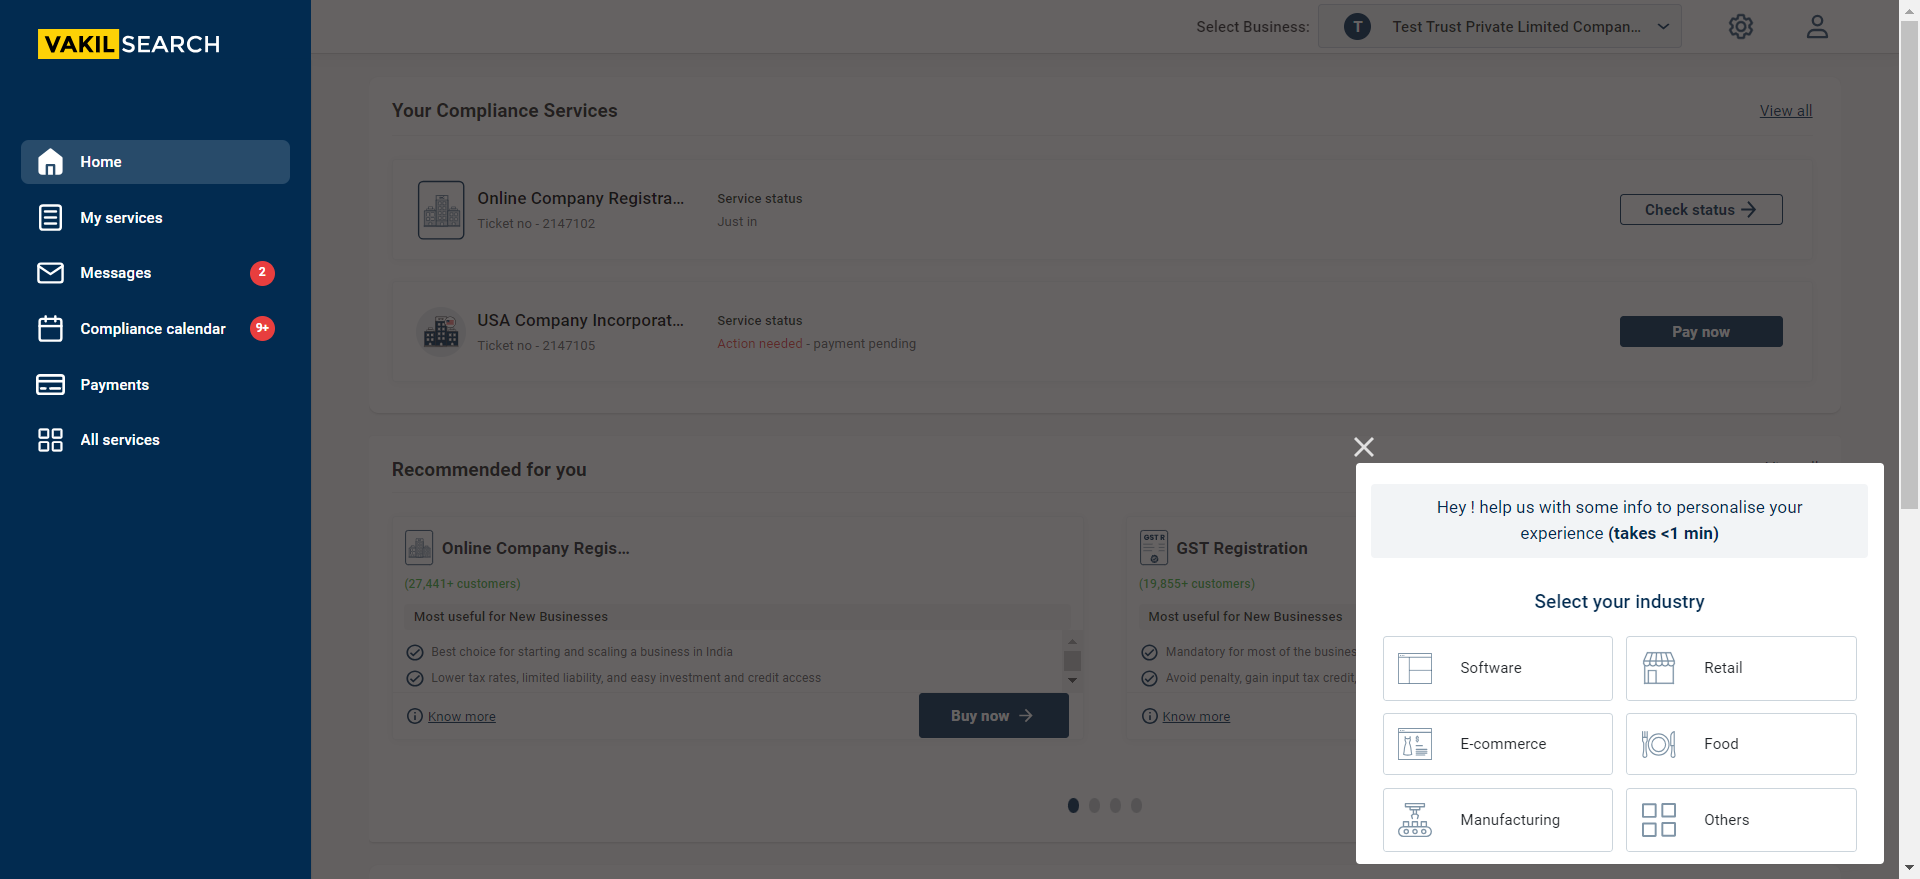 VAKILSEARCH
Home
My services
Messages
2
Compliance calendar
9+
Payments
All services
Select Business:
T
Test Trust Private Limited Compan...
Your Compliance Services
View all
Online Company Registra...
Ticket no - 2147102
Service status
Just in
Check status
USA Company Incorporat...
Ticket no - 2147105
Service status
Action needed - payment pending
Pay now
Recommended for you
Online Company Regis...
(27,441+ customers)
Most useful for New Businesses
Best choice for starting and scaling a business in India
Lower tax rates, limited liability, and easy investment and credit access
Know more
Buy now
GST R
GST Registration
(19,855+ customers)
Most useful for New Businesses
Mandatory for most of the busines
Avoid penalty, gain input tax credit,
Know more
Hey ! help us with some info to personalise your
experience (takes <1 min)
Select your industry
Software
Retail
E-commerce
Food
Manufacturing
Others